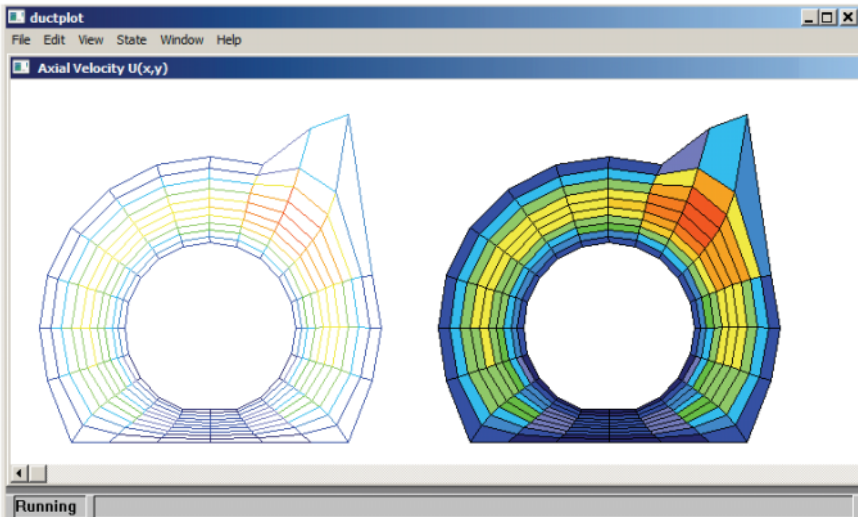 ductplot
File Edit View State Window Help
Axial Velocity U(x,y)
Running